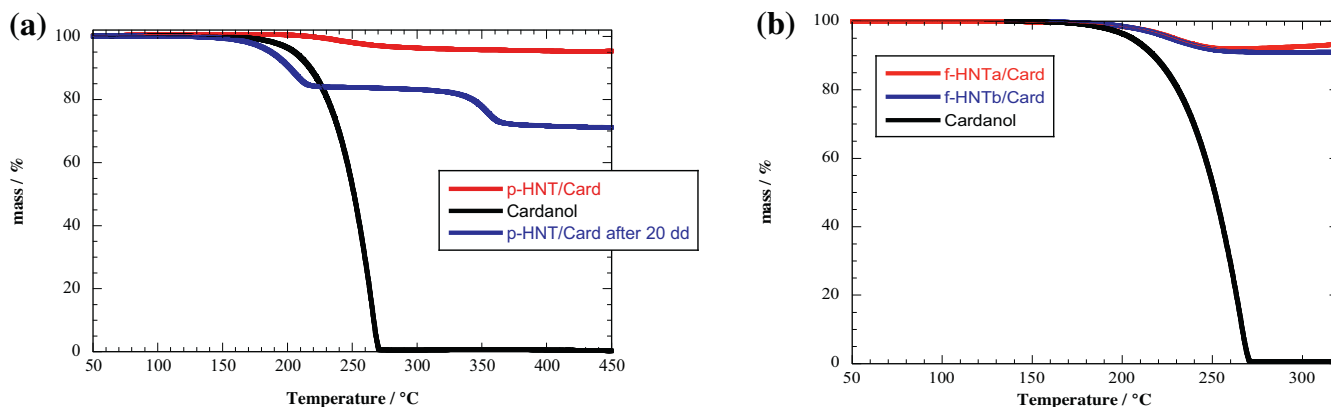 (a)
mass / %
100
80
60
40
20
0
p-HNT/Card
Cardanol
p-HNT/Card after 20 dd
50 100 150 200 250 300 350 400 450
Temperature / °C
(b)
mass / %
100
80
60
40
20
0
f-HNTa/Card
f-HNTb/Card
Cardanol
50 100 150 200 250 300
Temperature / °C